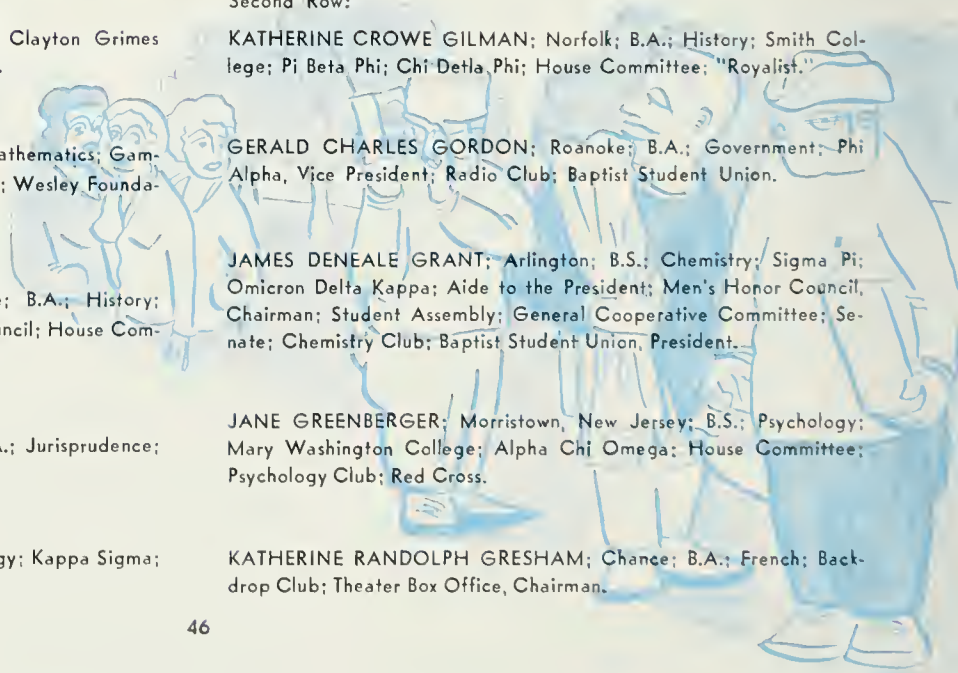 Clayton Grimes
.
athematics; Gam-
; Wesley Founda-
; B.A.; History;
ncil; House Com-
A.; Jurisprudence;
gy; Kappa Sigma;
Second Row:
KATHERINE CROWE GILMAN; Norfolk; B.A.; History; Smith Col-
lege; Pi Beta Phi; Chi Detla Phi; House Committee; "Royalist."
GERALD CHARLES GORDON; Roanoke; B.A.; Government; Phi
Alpha, Vice President; Radio Club; Baptist Student Union.
JAMES DENEALE GRANT; Arlington; B.S.; Chemistry; Sigma Pi;
Omicron Delta Kappa; Aide to the President; Men's Honor Council,
Chairman; Student Assembly; General Cooperative Committee; Se-
nate; Chemistry Club; Baptist Student Union, President.
JANE GREENBERGER; Morristown, New Jersey; B.S.; Psychology;
Mary Washington College; Alpha Chi Omega; House Committee;
Psychology Club; Red Cross.
KATHERINE RANDOLPH GRESHAM; Chance; B.A.; French; Back-
drop Club; Theater Box Office, Chairman.
46